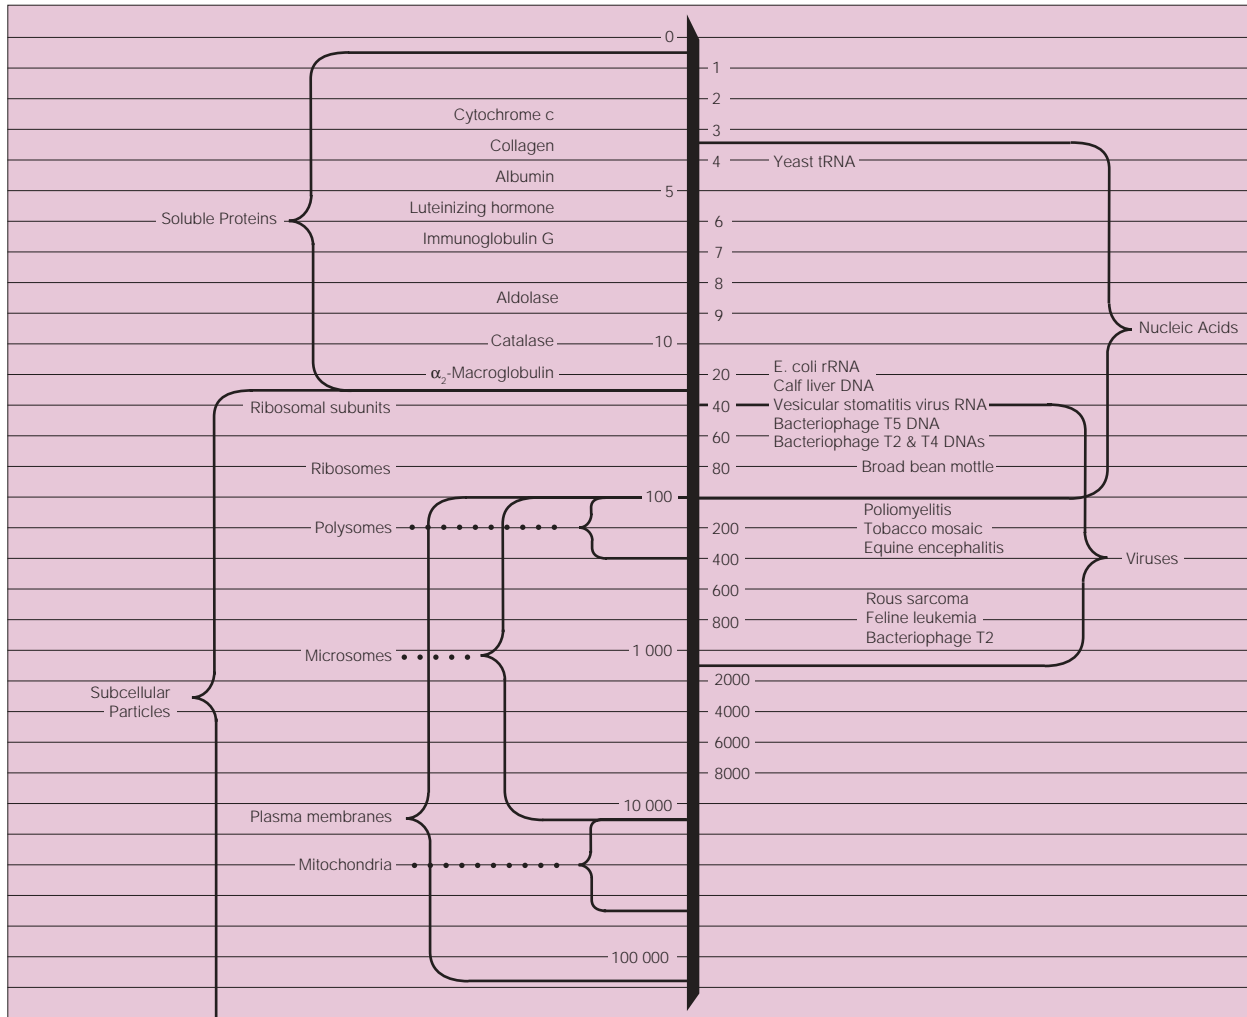 0
1
2
Cytochrome c
3
Collagen
4
Yeast tRNA
Albumin
5
Luteinizing hormone
Soluble Proteins
6
Immunoglobulin G
7
8
Aldolase
9
Nucleic Acids
Catalase
10
E. coli rRNA
α2-Macroglobulin
20
Calf liver DNA
Ribosomal subunits
40
Vesicular stomatitis virus RNA
Bacteriophage T5 DNA
60
Bacteriophage T2 & T4 DNAs
Ribosomes
80
Broad bean mottle
100
Poliomyelitis
Polysomes
200
Tobacco mosaic
Equine encephalitis
400
Viruses
600
Rous sarcoma
800
Feline leukemia
Bacteriophage T2
Microsomes
1 000
2000
Subcellular
Particles
4000
6000
8000
10 000
Plasma membranes
Mitochondria
100 000